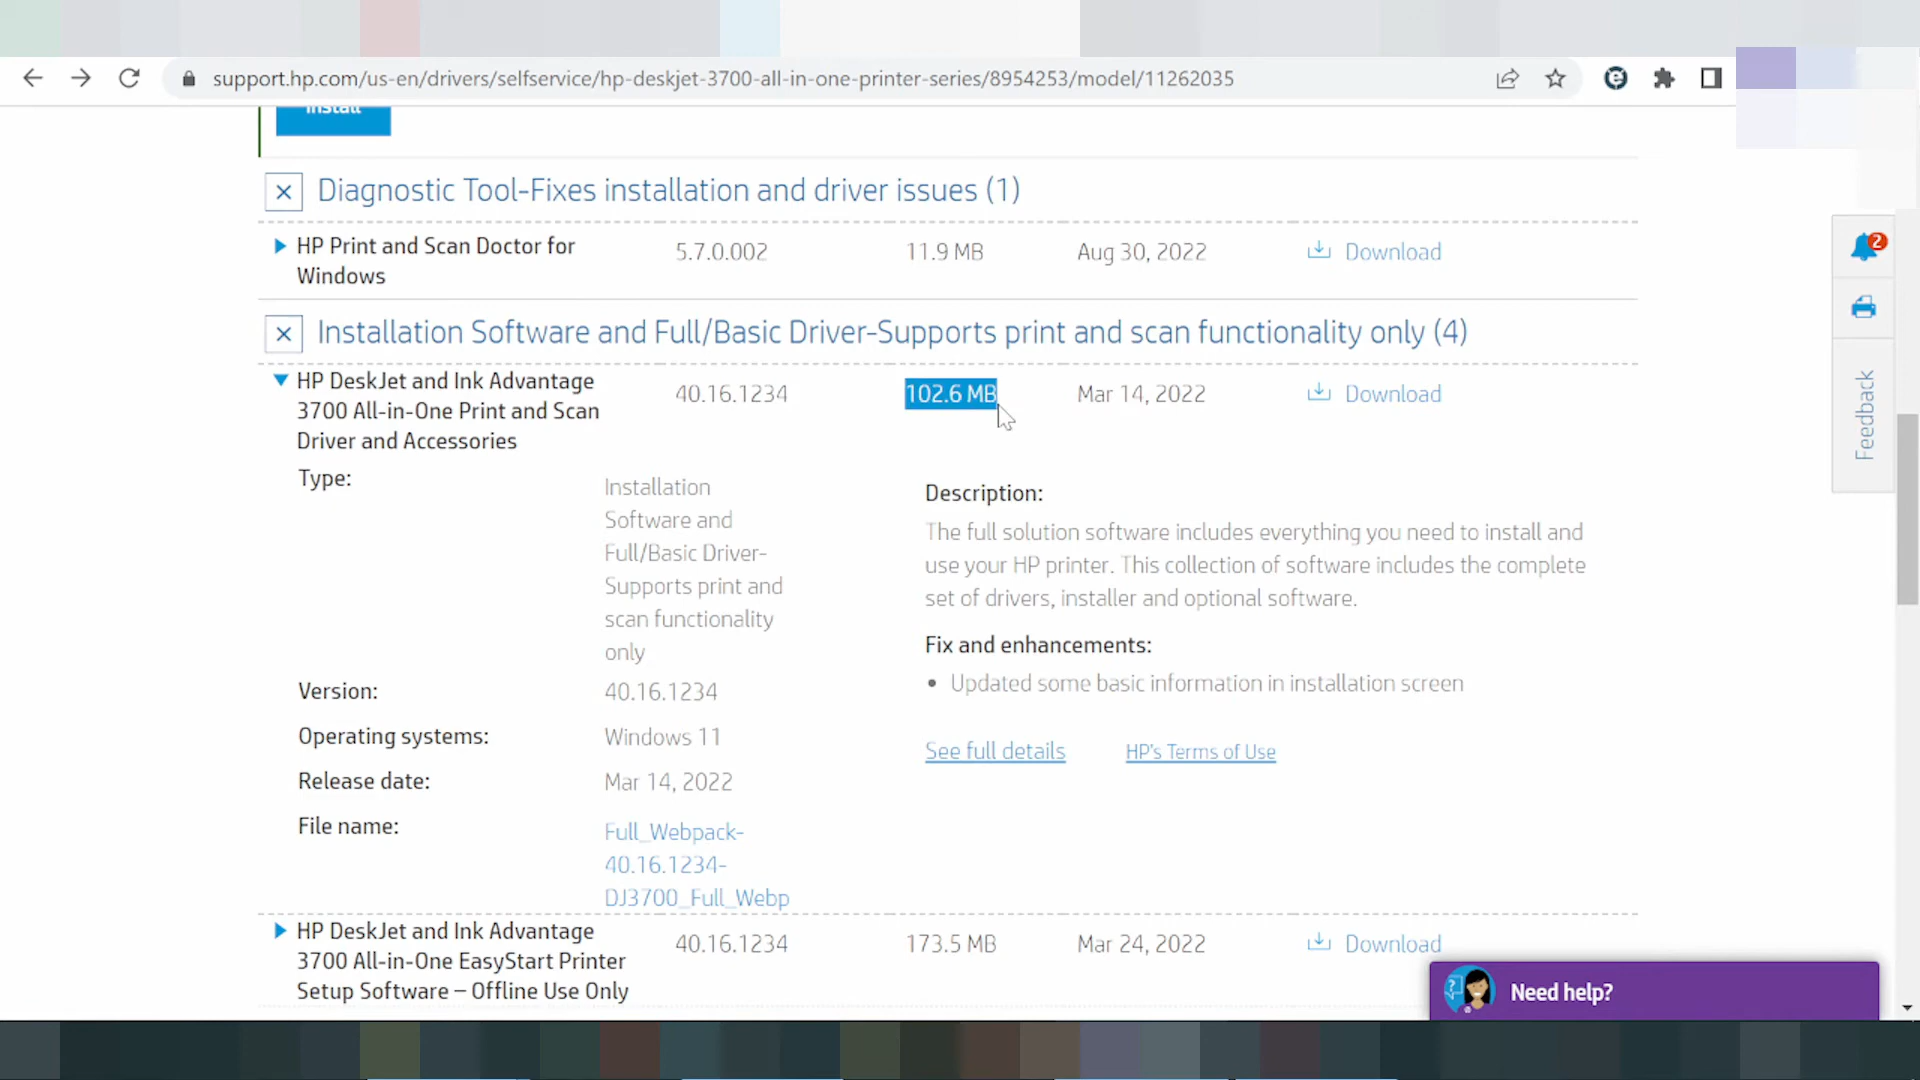 support.hp.com/us-en/drivers/selfservice/hp-deskjet-3700-all-in-one-printer-series/8954253/model/11262035
Install
Diagnostic Tool-Fixes installation and driver issues (1)
HP Print and Scan Doctor for
Windows
5.7.0.002
11.9 MB
Aug 30, 2022
Download
Installation Software and Full/Basic Driver-Supports print and scan functionality only (4)
HP DeskJet and Ink Advantage
3700 All-in-One Print and Scan
Driver and Accessories
40.16.1234
102.6 MB
Mar 14, 2022
Download
Type:
Installation
Software and
Full/Basic Driver-
Supports print and
scan functionality
only
Version:
40.16.1234
Operating systems:
Windows 11
Release date:
Mar 14, 2022
File name:
Full_Webpack-
40.16.1234-
DJ3700_Full_Webp
Description:
The full solution software includes everything you need to install and
use your HP printer. This collection of software includes the complete
set of drivers, installer and optional software.
Fix and enhancements:
• Updated some basic information in installation screen
See full details
HP's Terms of Use
HP DeskJet and Ink Advantage
3700 All-in-One EasyStart Printer
Setup Software – Offline Use Only
40.16.1234
173.5 MB
Mar 24, 2022
Download
2
Feedback
Need help?